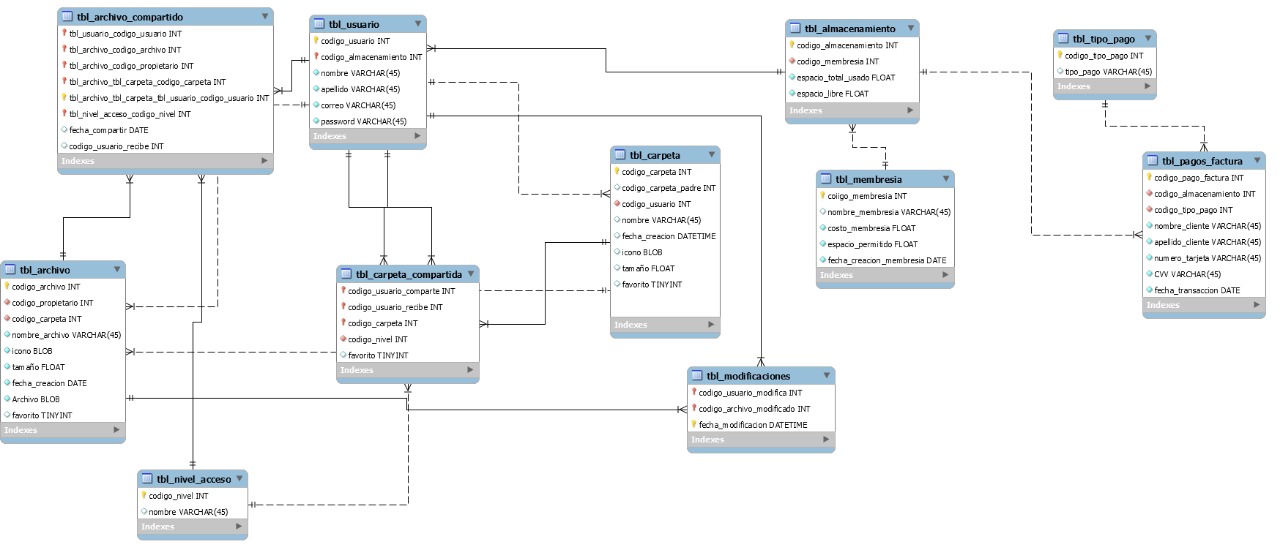 tbl_archivo_compartido
tbl_usuario_codigo_usuario INT
tbl_archivo_codigo_archivo INT
tbl_archivo_codigo_propietario INT
tbl_archivo_tbl_carpeta_codigo_carpeta INT
tbl_archivo_tbl_carpeta_tbl_usuario_codigo_usuario INT
tbl_nivel_acceso_codigo_nivel INT
fecha_compartir DATE
codigo_usuario_recibe INT
Indexes
tbl_usuario
codigo_usuario INT
codigo_almacenamiento INT
nombre VARCHAR(45)
apellido VARCHAR(45)
correo VARCHAR(45)
password VARCHAR(45)
Indexes
tbl_almacenamiento
codigo_almacenamiento INT
codigo_membresia INT
espacio_total_usado FLOAT
espacio_libre FLOAT
Indexes
tbl_tipo_pago
codigo_tipo_pago INT
tipo_pago VARCHAR(45)
Indexes
tbl_carpeta
codigo_carpeta INT
codigo_carpeta_padre INT
codigo_usuario INT
nombre VARCHAR(45)
fecha_creacion DATETIME
icono BLOB
tamaño FLOAT
favorito TINYINT
Indexes
tbl_membresia
coiigo_membresia INT
nombre_membresia VARCHAR(45)
costo_membresia FLOAT
espacio_permitido FLOAT
fecha_creacion_membresia DATE
Indexes
tbl_pagos_factura
codigo_pago_factura INT
codigo_almacenamiento INT
codigo_tipo_pago INT
nombre_cliente VARCHAR(45)
apellido_cliente VARCHAR(45)
numero_tarjeta VARCHAR(45)
CVV VARCHAR(45)
fecha_transaccion DATE
Indexes
tbl_archivo
codigo_archivo INT
codigo_propietario INT
codigo_carpeta INT
nombre_archivo VARCHAR(45)
icono BLOB
tamaño FLOAT
fecha_creacion DATE
Archivo BLOB
favorito TINYINT
Indexes
tbl_carpeta_compartida
codigo_usuario_comparte INT
codigo_usuario_recibe INT
codigo_carpeta INT
codigo_nivel INT
favorito TINYINT
Indexes
tbl_modificaciones
codigo_usuario_modifica INT
codigo_archivo_modificado INT
fecha_modificacion DATETIME
Indexes
tbl_nivel_acceso
codigo_nivel INT
nombre VARCHAR(45)
Indexes